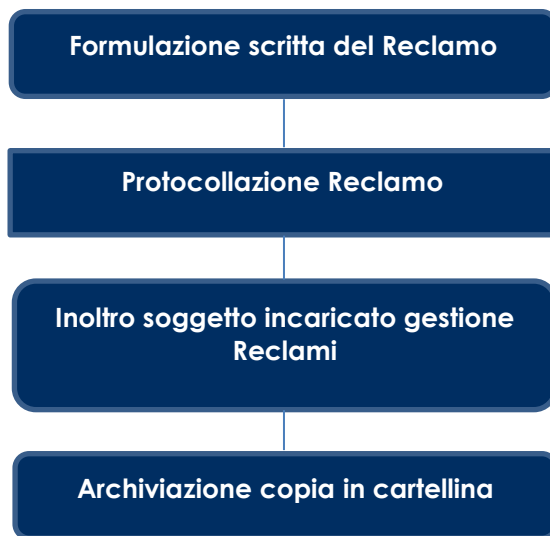 Formulazione scritta del Reclamo
Protocollazione Reclamo
Inoltro soggetto incaricato gestione
Reclami
Archiviazione copia in cartellina